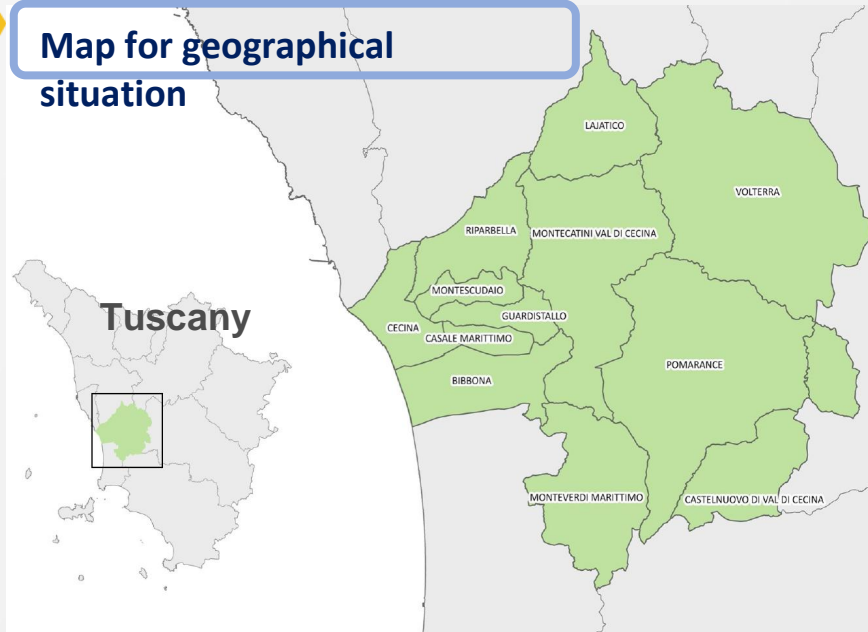 Map for geographical
situation
LAJATICO
VOLTERRA
RIPARBELLA
MONTECATINI VAL DI CECINA
MONTESCUDAIO
Tuscany
GUARDISTALLO
CECINA
CASALE MARITTIMO
POMARANCE
BIBBONA
MONTEVERDI MARITTIMO
CASTELNUOVO DI VAL DI CECINA